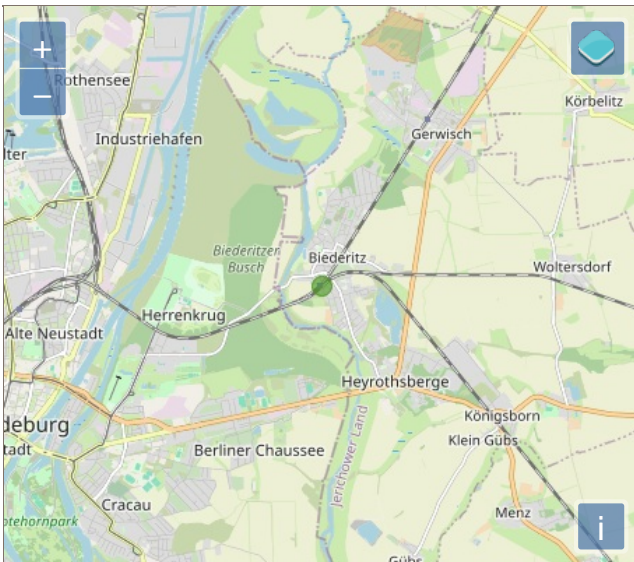 +
−
Rothensee
Körbelitz
Industriehafen
Gerwisch
lter
Biederitzer
Busch
Biederitz
Woltersdorf
Herrenkrug
Alte Neustadt
Heyrothsberge
deburg
Königsborn
tadt
Klein Gübs
Berliner Chaussee
Jerichower Land
Cracau
Menz
otehornpark
Gübs
i